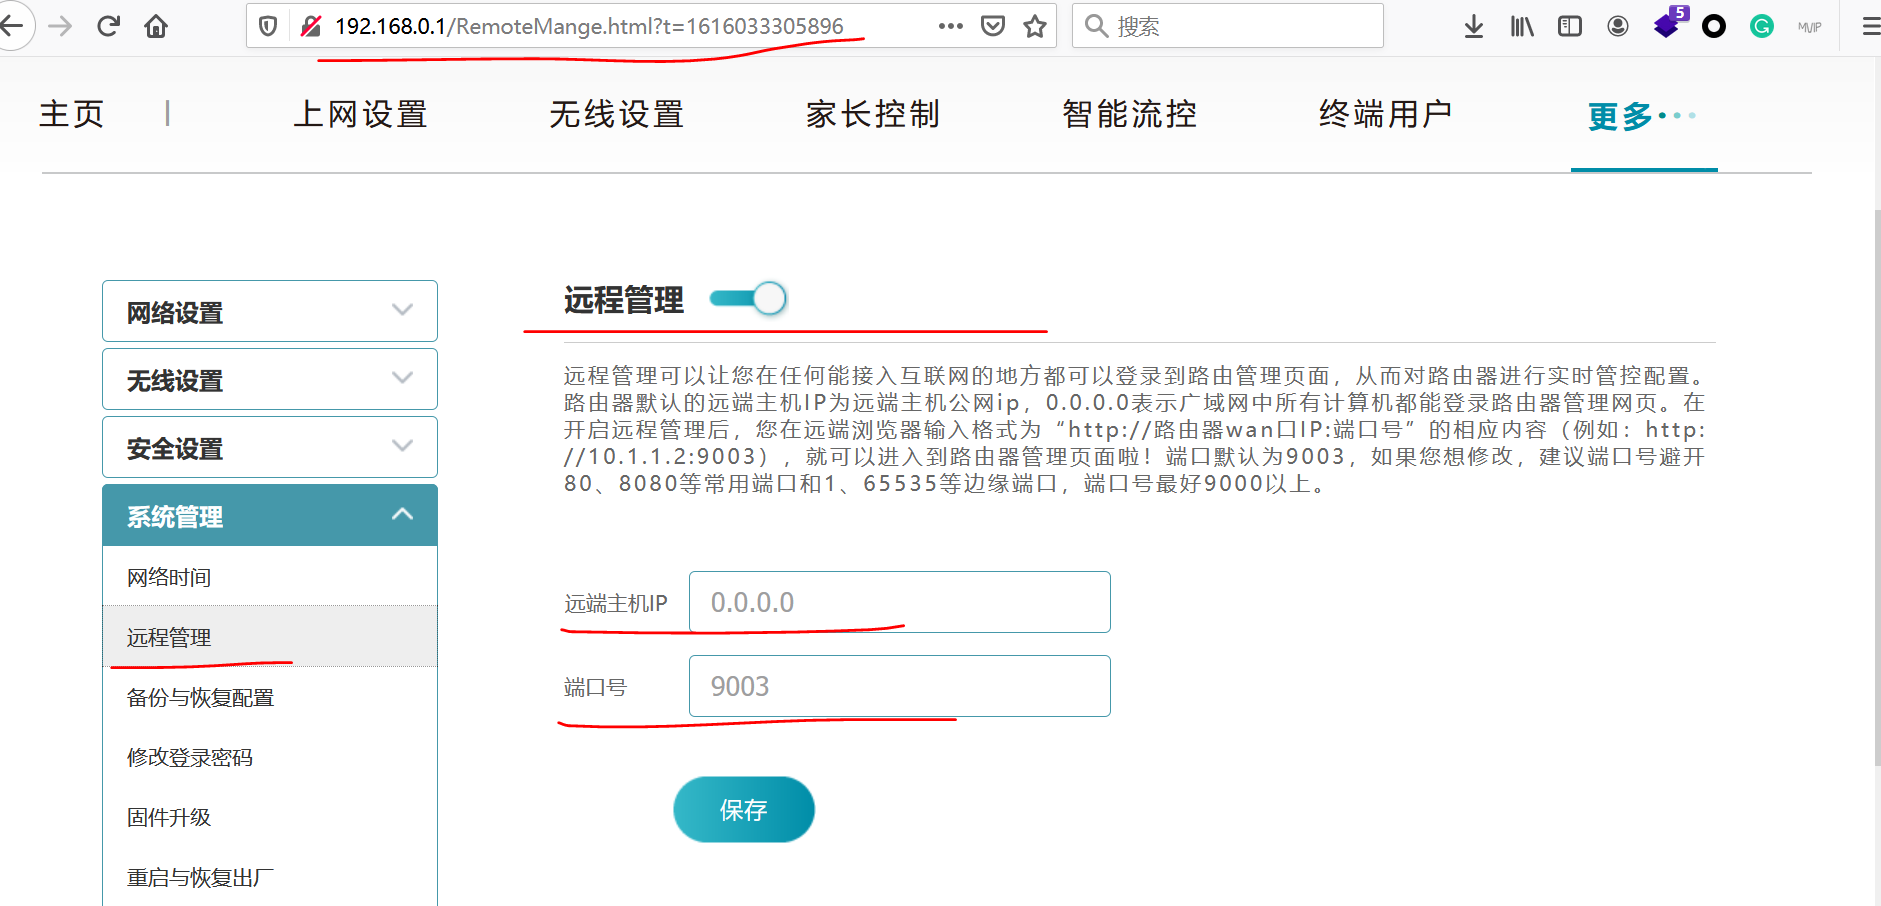 192.168.0.1/RemoteMange.html?t=1616033305896
搜索
5
MVIP
主页
上网设置
无线设置
家长控制
智能流控
终端用户
更多···
网络设置
无线设置
安全设置
系统管理
网络时间
远程管理
备份与恢复配置
修改登录密码
固件升级
重启与恢复出厂
远程管理
远程管理可以让您在任何能接入互联网的地方都可以登录到路由管理页面，从而对路由器进行实时管控配置。
路由器默认的远端主机IP为远端主机公网ip，0.0.0.0表示广域网中所有计算机都能登录路由器管理网页。在
开启远程管理后，您在远端浏览器输入格式为“http://路由器wan口IP:端口号”的相应内容（例如：http:
//10.1.1.2:9003），就可以进入到路由器管理页面啦！端口默认为9003，如果您想修改，建议端口号避开
80、8080等常用端口和1、65535等边缘端口，端口号最好9000以上。
远端主机IP
0.0.0.0
端口号
9003
保存